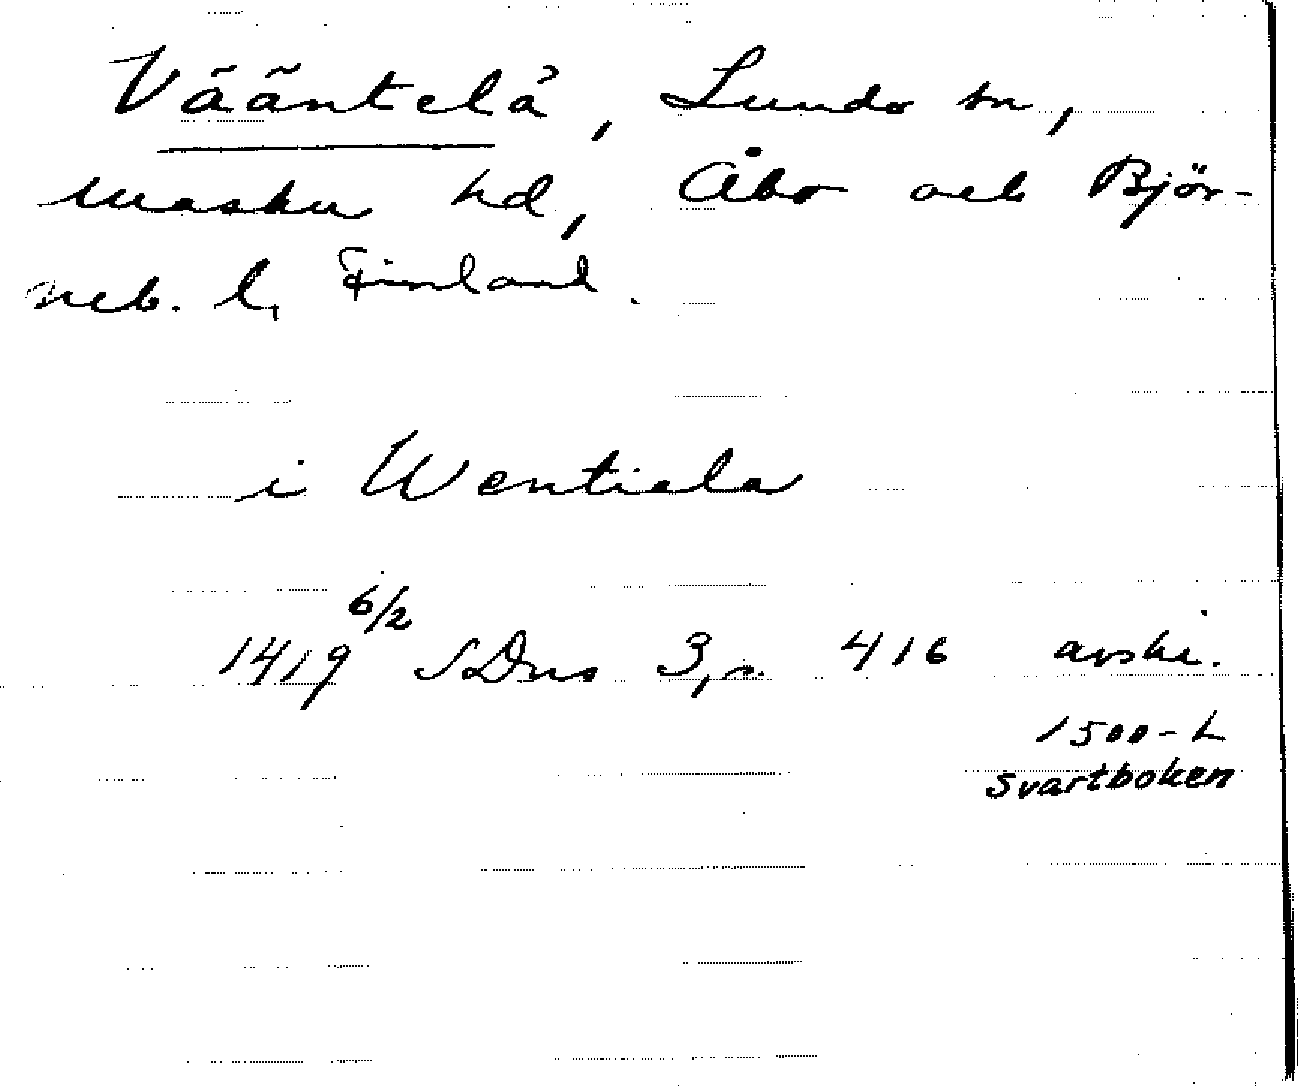 Vääntelä, Lundo sn,
Masku hd, Åbo och Björ-
neb. l, Finland.
i Wentiela
1419 6/2 SDns 3, s. 416 avskr.
1500-t
Svartboken